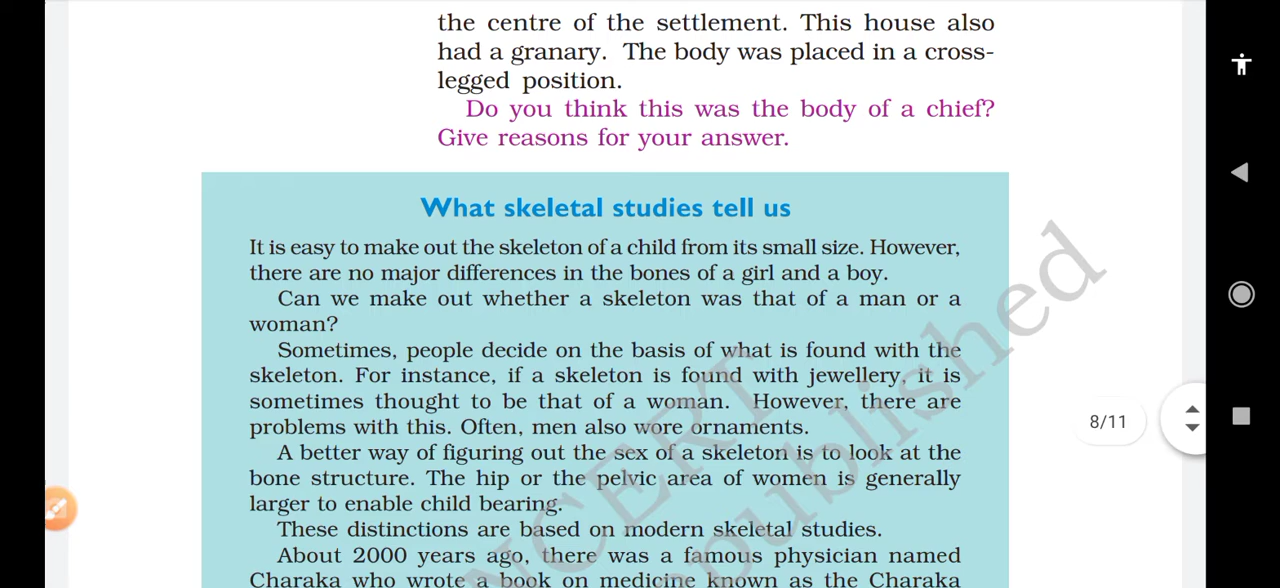 the centre of the settlement. This house also
had a granary. The body was placed in a cross-
legged position.
Do you think this was the body of a chief?
Give reasons for your answer.
What skeletal studies tell us
It is easy to make out the skeleton of a child from its small size. However,
there are no major differences in the bones of a girl and a boy.
Can we make out whether a skeleton was that of a man or a
woman?
Sometimes, people decide on the basis of what is found with the
skeleton. For instance, if a skeleton is found with jewellery, it is
sometimes thought to be that of a woman. However, there are
problems with this. Often, men also wore ornaments.
A better way of figuring out the sex of a skeleton is to look at the
bone structure. The hip or the pelvic area of women is generally
larger to enable child bearing.
These distinctions are based on modern skeletal studies.
About 2000 years ago, there was a famous physician named
Charaka who wrote a book on medicine known as the Charaka
NCERT
published
8/11